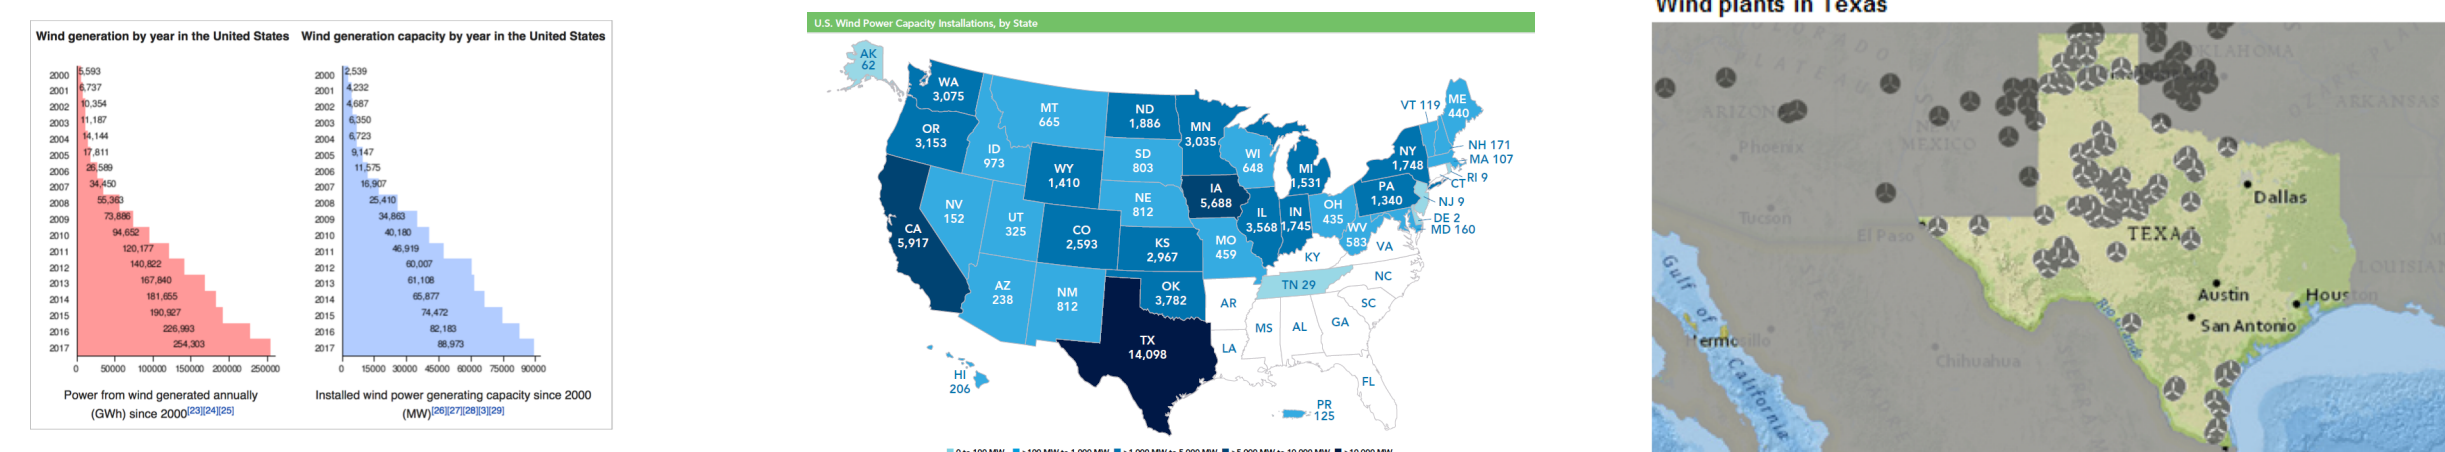 Wind generation by year in the United States
2000 5,593
2001 6,737
2002 10,354
2003 11,187
2004 14,144
2005 17,811
2006 26,589
2007 34,450
2008 55,363
2009 73,886
2010 94,652
2011 120,177
2012 140,822
2013 167,840
2014 181,655
2015 190,927
2016 226,993
2017 254,303
0 50000 100000 150000 200000 250000
Power from wind generated annually
(GWh) since 2000[23][24][25]
Wind generation capacity by year in the United States
2000 2,539
2001 4,232
2002 4,687
2003 6,350
2004 6,723
2005 9,147
2006 11,575
2007 16,907
2008 25,410
2009 34,863
2010 40,180
2011 46,919
2012 60,007
2013 61,108
2014 65,877
2015 74,472
2016 82,183
2017 88,973
0 15000 30000 45000 60000 75000 90000
Installed wind power generating capacity since 2000
(MW)[26][27][28][3][29]
U.S. Wind Power Capacity Installations, by State
AK
62
WA
3,075
OR
3,153
CA
5,917
ID
973
NV
152
MT
665
WY
1,410
UT
325
CO
2,593
AZ
238
NM
812
ND
1,886
SD
803
NE
812
KS
2,967
OK
3,782
TX
14,098
MN
3,035
IA
5,688
MO
459
AR
LA
WI
648
IL
3,568
IN
1,745
MI
1,531
OH
435
KY
TN 29
MS
AL
GA
FL
SC
NC
VA
WV
583
PA
1,340
NY
1,748
VT 119
ME
440
NH 171
MA 107
RI 9
CT
NJ 9
DE 2
MD 160
HI
206
PR
125
Wind plants in Texas
COLORADO
PLATEAU
ARIZON
Phoenix
Tucson
NEW
MEXICO
El Paso
OKLAHOMA
ARKANSAS
LOUISIA
Dallas
TEXA
Austin
Houston
San Antonio
Rio Grande
Chihuahua
Hermosillo
Gulf of California